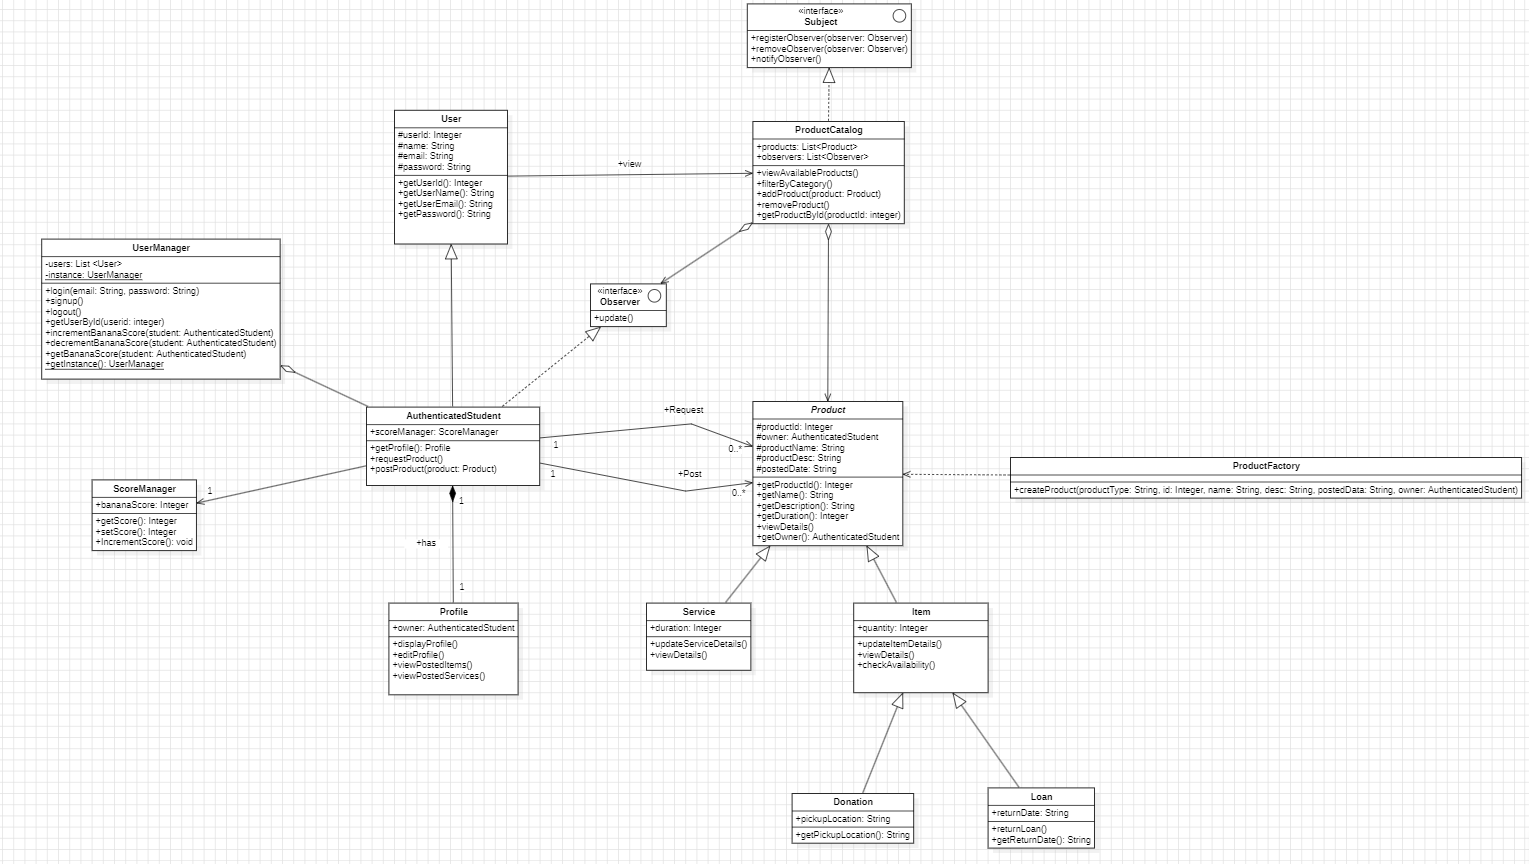 «interface»
Subject
+registerObserver(observer: Observer)
+removeObserver(observer: Observer)
+notifyObserver()
User
#userId: Integer
#name: String
#email: String
#password: String
+getUserId(): Integer
+getUserName(): String
+getUserEmail(): String
+getPassword(): String
+view
ProductCatalog
+products: List<Product>
+observers: List<Observer>
+viewAvailableProducts()
+filterByCategory()
+addProduct(product: Product)
+removeProduct()
+getProductById(productId: integer)
UserManager
-users: List <User>
-instance: UserManager
+login(email: String, password: String)
+signup()
+logout()
+getUserById(userid: integer)
+incrementBananaScore(student: AuthenticatedStudent)
+decrementBananaScore(student: AuthenticatedStudent)
+getBananaScore(student: AuthenticatedStudent)
+getInstance(): UserManager
«interface»
Observer
+update()
AuthenticatedStudent
+scoreManager: ScoreManager
+getProfile(): Profile
+requestProduct()
+postProduct(product: Product)
+Request
1
0..*
+Post
1
0..*
Product
#productId: Integer
#owner: AuthenticatedStudent
#productName: String
#productDesc: String
#postedDate: String
+getProductId(): Integer
+getName(): String
+getDescription(): String
+getDuration(): Integer
+viewDetails()
+getOwner(): AuthenticatedStudent
ProductFactory
+createProduct(productType: String, id: Integer, name: String, desc: String, postedData: String, owner: AuthenticatedStudent)
ScoreManager
+bananaScore: Integer
+getScore(): Integer
+setScore(): Integer
+IncrementScore(): void
1
1
+has
1
Profile
+owner: AuthenticatedStudent
+displayProfile()
+editProfile()
+viewPostedItems()
+viewPostedServices()
Service
+duration: Integer
+updateServiceDetails()
+viewDetails()
Item
+quantity: Integer
+updateItemDetails()
+viewDetails()
+checkAvailability()
Donation
+pickupLocation: String
+getPickupLocation(): String
Loan
+returnDate: String
+returnLoan()
+getReturnDate(): String